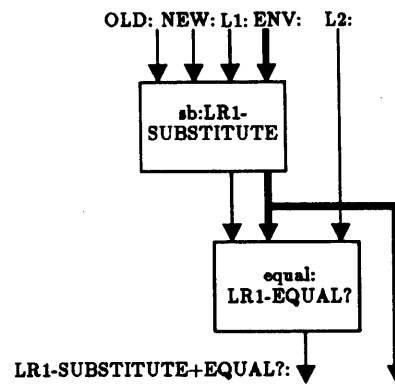 OLD: NEW: L1: ENV: L2:
sb:LR1-
SUBSTITUTE
equal:
LR1-EQUAL?
LR1-SUBSTITUTE+EQUAL?: